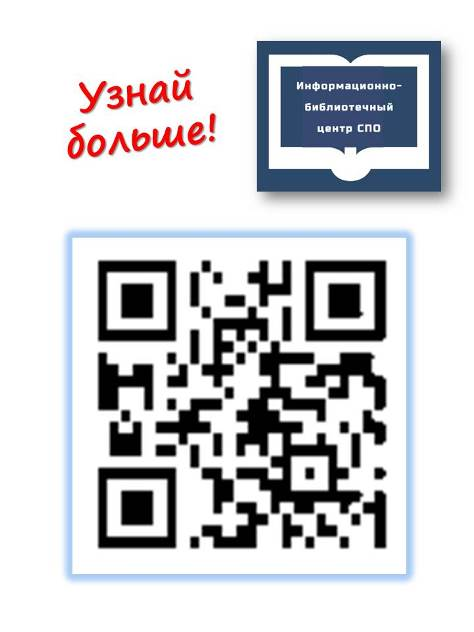 Узнай
больше!
Информационно-
библиотечный
центр СПО